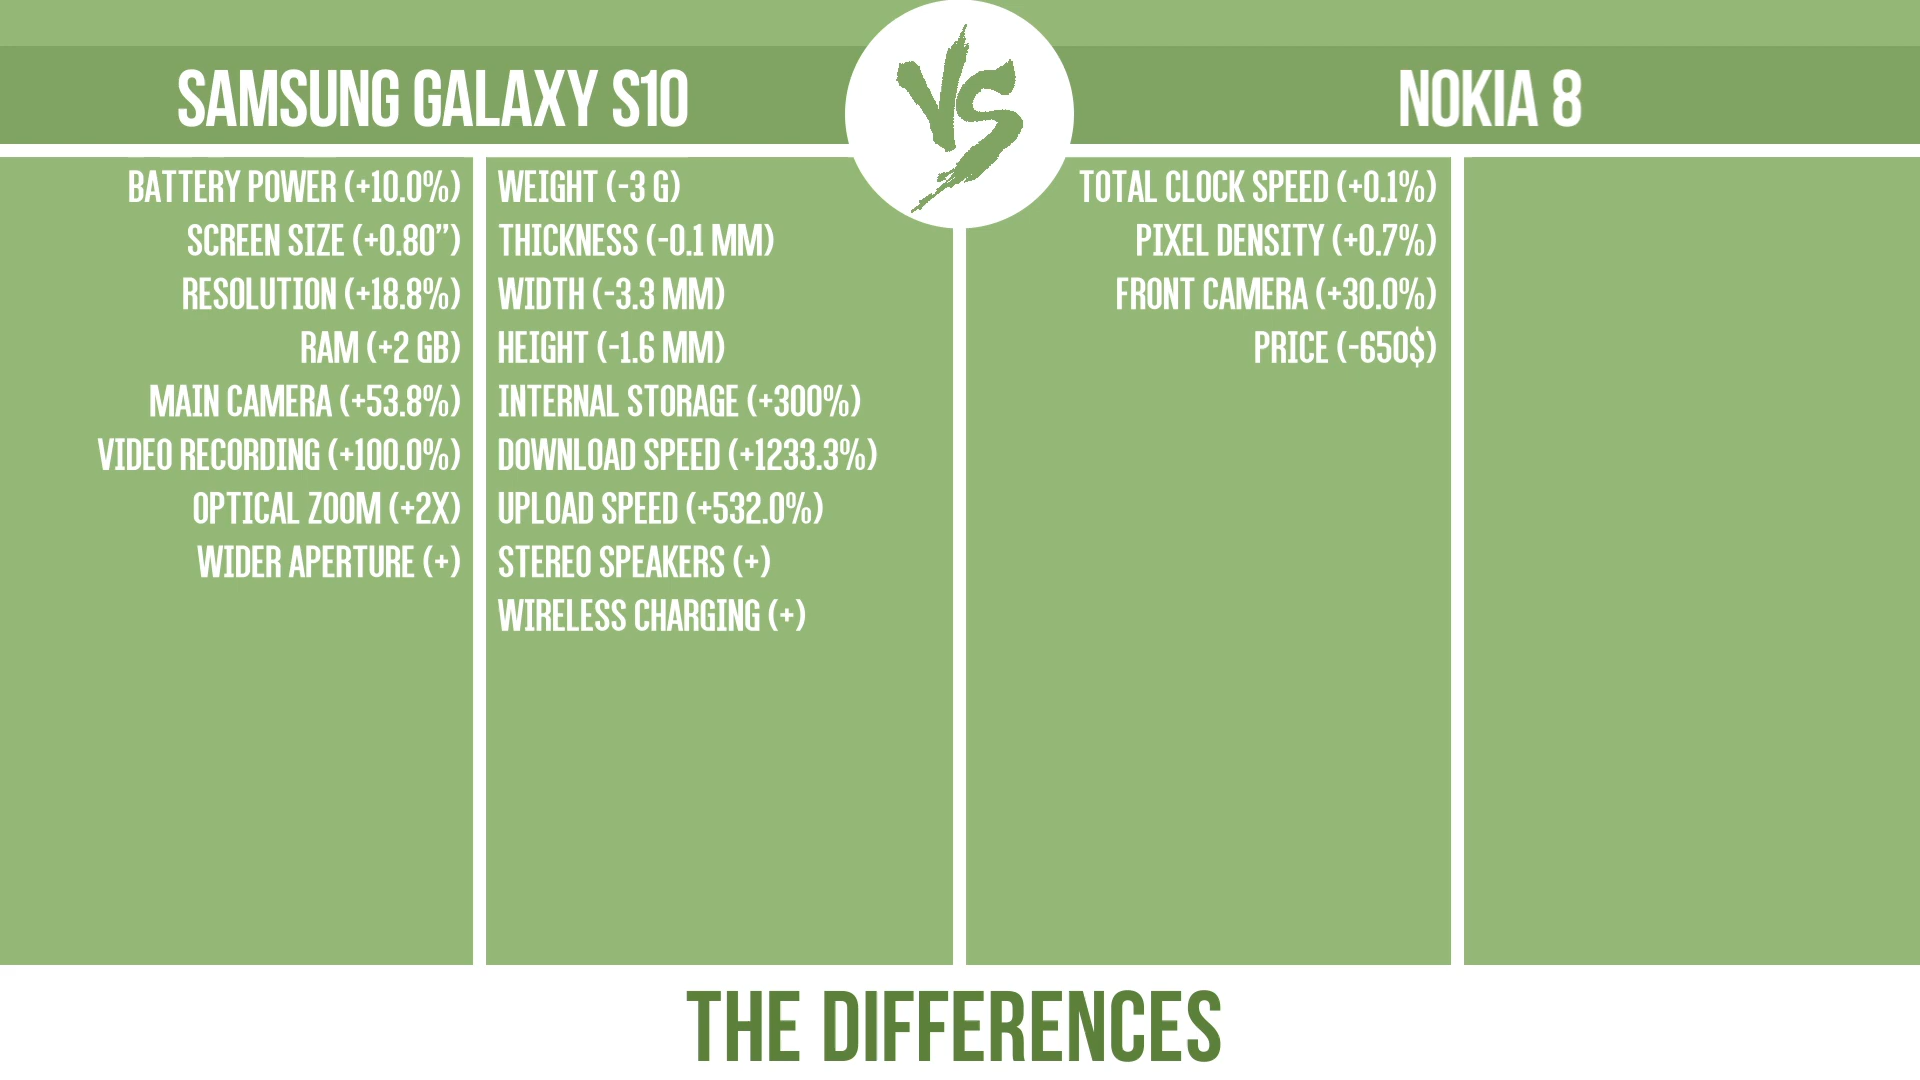 SAMSUNG GALAXY S10
VS
NOKIA 8
BATTERY POWER (+10.0%)
SCREEN SIZE (+0.80”)
RESOLUTION (+18.8%)
RAM (+2 GB)
MAIN CAMERA (+53.8%)
VIDEO RECORDING (+100.0%)
OPTICAL ZOOM (+2X)
WIDER APERTURE (+)
WEIGHT (-3 G)
THICKNESS (-0.1 MM)
WIDTH (-3.3 MM)
HEIGHT (-1.6 MM)
INTERNAL STORAGE (+300%)
DOWNLOAD SPEED (+1233.3%)
UPLOAD SPEED (+532.0%)
STEREO SPEAKERS (+)
WIRELESS CHARGING (+)
TOTAL CLOCK SPEED (+0.1%)
PIXEL DENSITY (+0.7%)
FRONT CAMERA (+30.0%)
PRICE (-650$)
THE DIFFERENCES